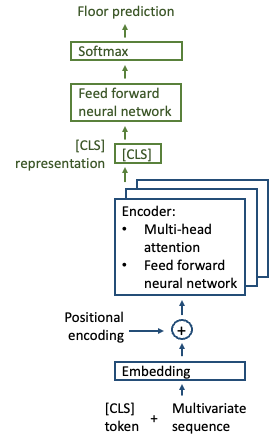 Floor prediction
Softmax
Feed forward
neural network
[CLS]
representation
[CLS]
Encoder:
• Multi-head
attention
• Feed forward
neural network
Positional
encoding
+
Embedding
[CLS]
token
+
Multivariate
sequence